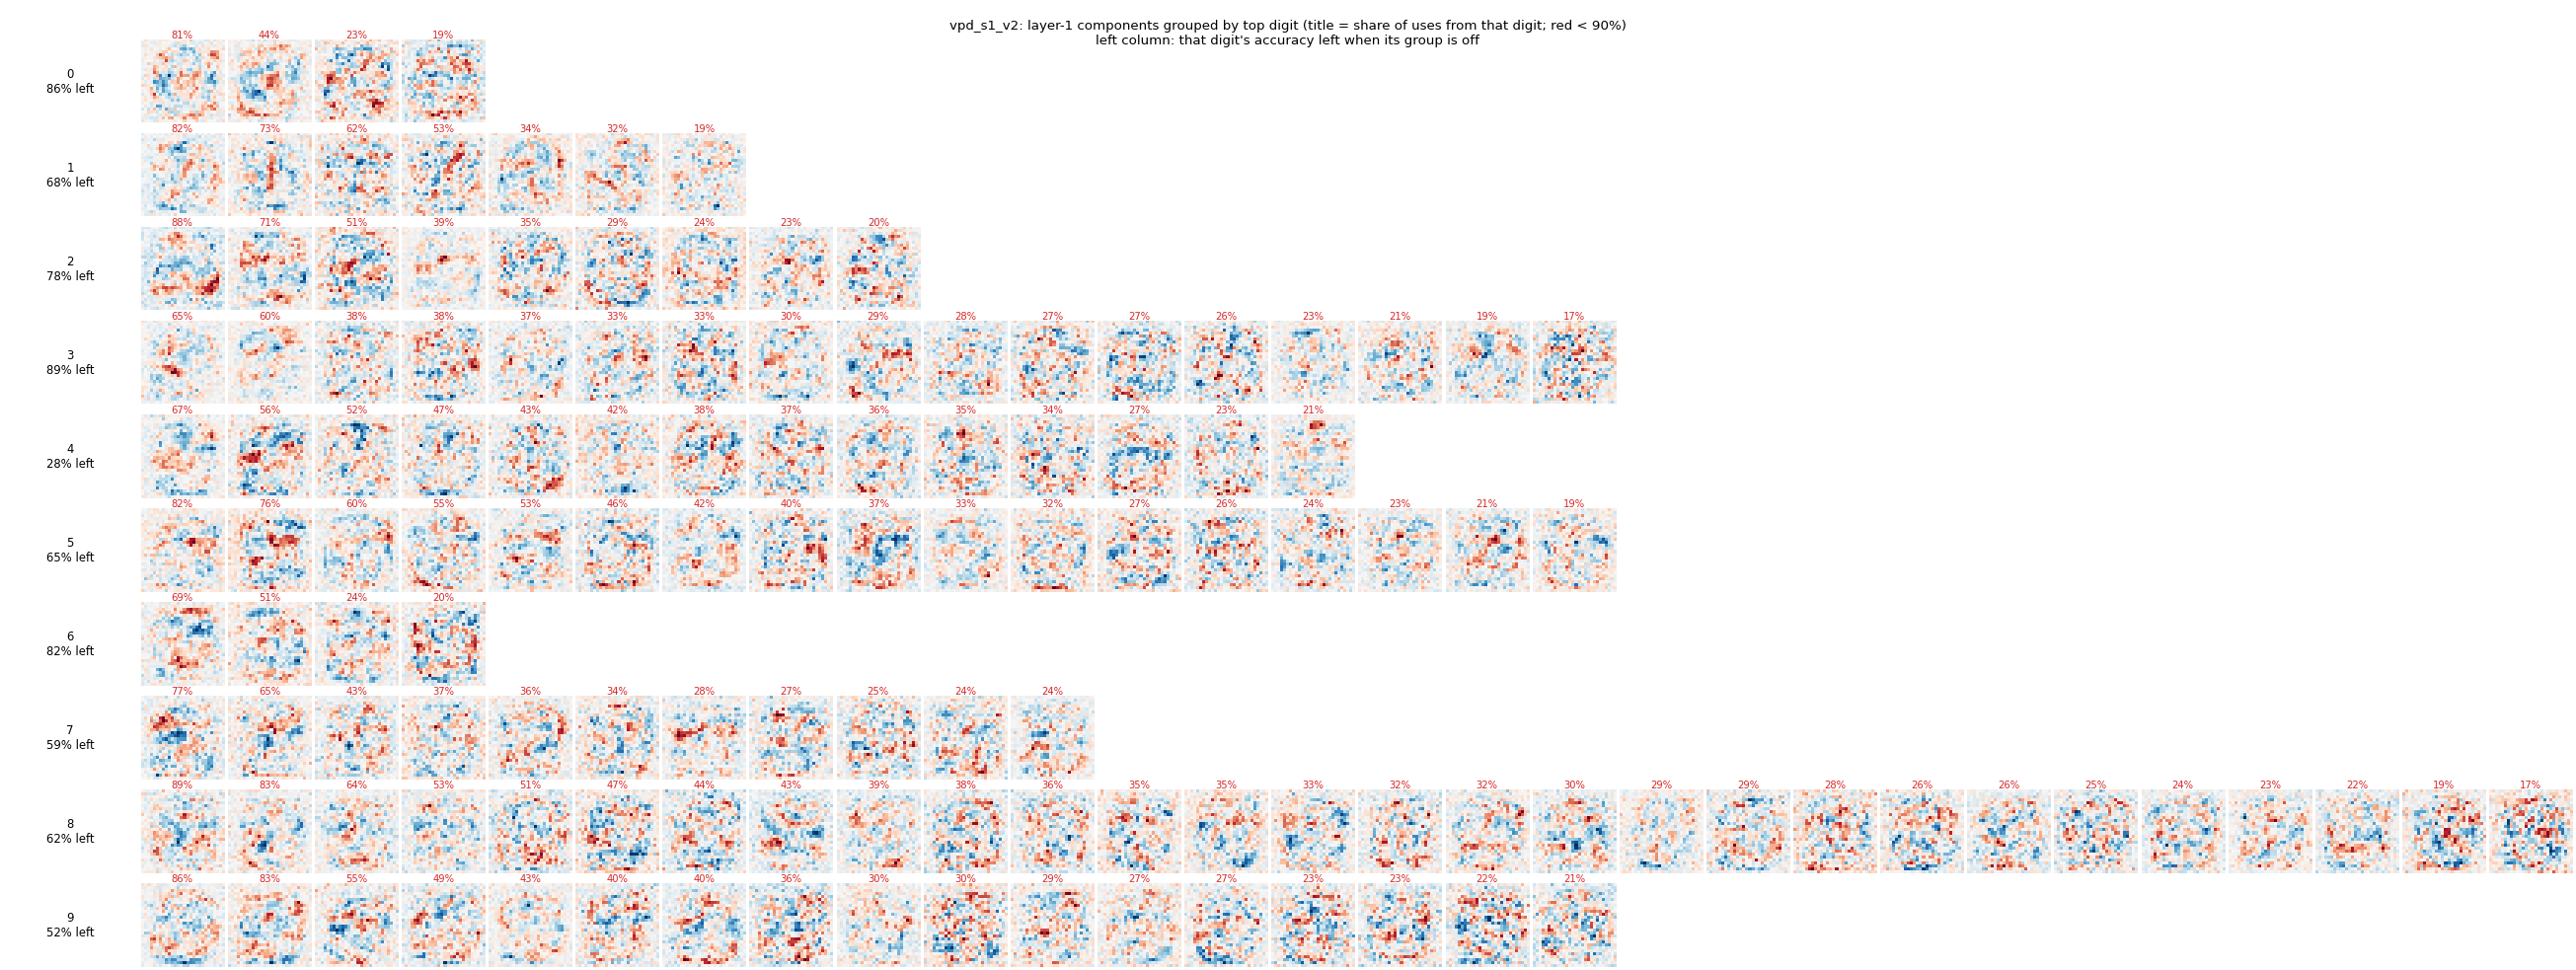 vpd_s1_v2: layer-1 components grouped by top digit (title = share of uses from that digit; red < 90%)
left column: that digit's accuracy left when its group is off
81% 44% 23% 19%
0
86% left
82% 73% 62% 53% 34% 32% 19%
1
68% left
88% 71% 51% 39% 35% 29% 24% 23% 20%
2
78% left
65% 60% 38% 38% 37% 33% 33% 30% 29% 28% 27% 27% 26% 23% 21% 19% 17%
3
89% left
67% 56% 52% 47% 43% 42% 38% 37% 36% 35% 34% 27% 23% 21%
4
28% left
82% 76% 60% 55% 53% 46% 42% 40% 37% 33% 32% 27% 26% 24% 23% 21% 19%
5
65% left
69% 51% 24% 20%
6
82% left
77% 65% 43% 37% 36% 34% 28% 27% 25% 24% 24%
7
59% left
89% 83% 64% 53% 51% 47% 44% 43% 39% 38% 36% 35% 35% 33% 32% 32% 30% 29% 29% 28% 26% 26% 25% 24% 23% 22% 19% 17%
8
62% left
86% 83% 55% 49% 43% 40% 40% 36% 30% 30% 29% 27% 27% 23% 23% 22% 21%
9
52% left